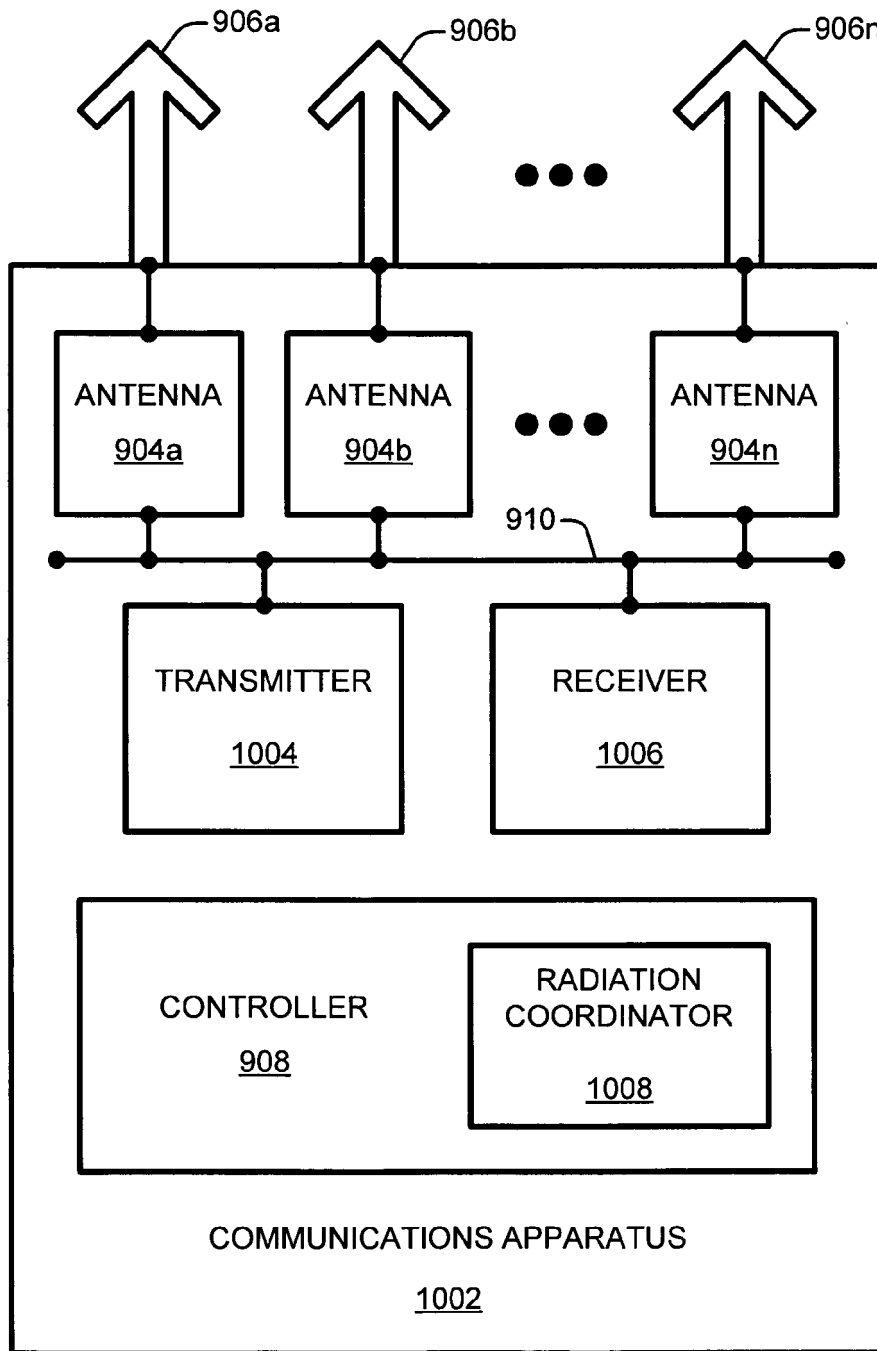 906a
906b
906n
ANTENNA
904a
ANTENNA
904b
ANTENNA
904n
910
TRANSMITTER
1004
RECEIVER
1006
CONTROLLER
908
RADIATION
COORDINATOR
1008
COMMUNICATIONS APPARATUS
1002